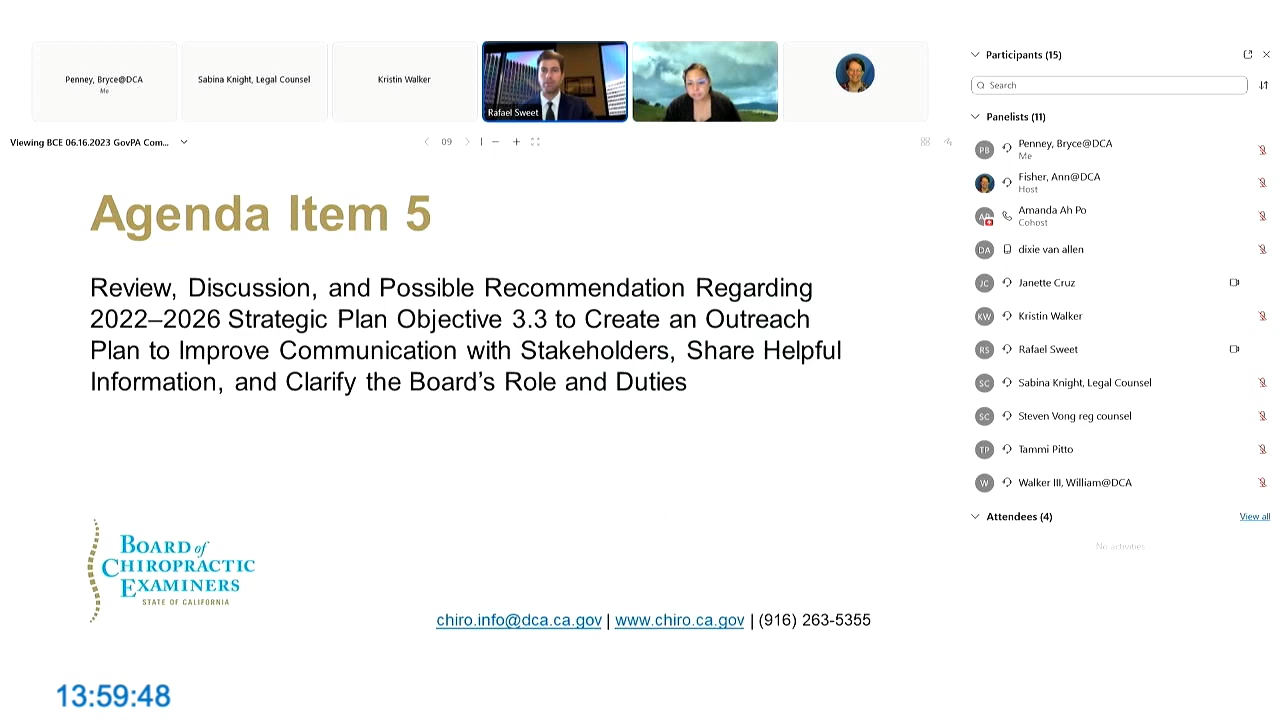 Penney, Bryce@DCA
Me
Sabina Knight, Legal Counsel
Kristin Walker
Rafael Sweet
Viewing BCE 06.16.2023 GovPA Com...
09
Agenda Item 5
Review, Discussion, and Possible Recommendation Regarding
2022–2026 Strategic Plan Objective 3.3 to Create an Outreach
Plan to Improve Communication with Stakeholders, Share Helpful
Information, and Clarify the Board's Role and Duties
BOARD of
CHIROPRACTIC
EXAMINERS
STATE OF CALIFORNIA
chiro.info@dca.ca.gov | www.chiro.ca.gov | (916) 263-5355
13:59:48
Participants (15)
Search
Panelists (11)
PB Penney, Bryce@DCA
Me
Fisher, Ann@DCA
Host
Amanda Ah Po
Cohost
DA dixie van allen
JC Janette Cruz
KW Kristin Walker
RS Rafael Sweet
SC Sabina Knight, Legal Counsel
SC Steven Vong reg counsel
TP Tammi Pitto
W Walker III, William@DCA
Attendees (4) View all
No activities